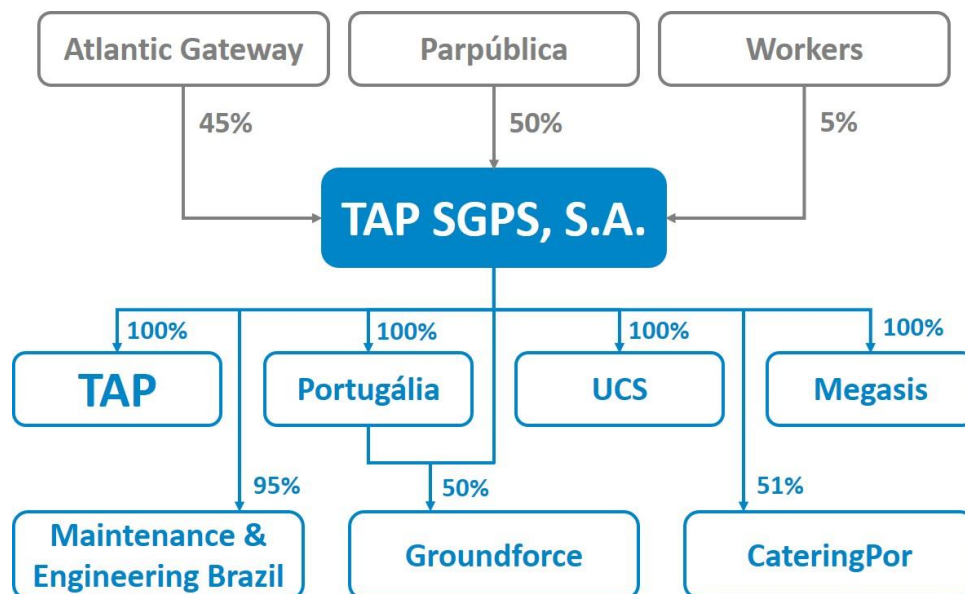 Atlantic Gateway
Parpública
Workers
45%
50%
5%
TAP SGPS, S.A.
100%
100%
100%
100%
TAP
Portugália
UCS
Megasis
95%
50%
51%
Maintenance &
Engineering Brazil
Groundforce
CateringPor